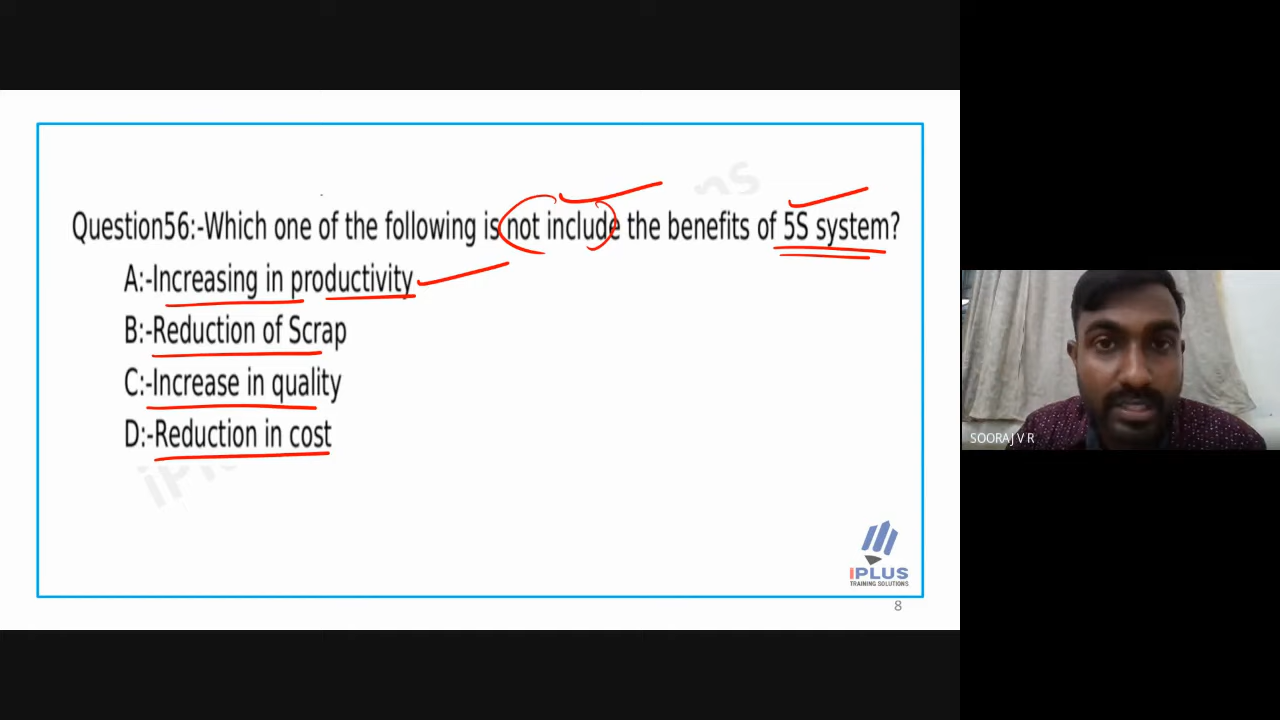 Question56:-Which one of the following is not include the benefits of 5S system?
A:-Increasing in productivity
B:-Reduction of Scrap
C:-Increase in quality
D:-Reduction in cost
SOORAJ V R
IPLUS
TRAINING SOLUTIONS
8